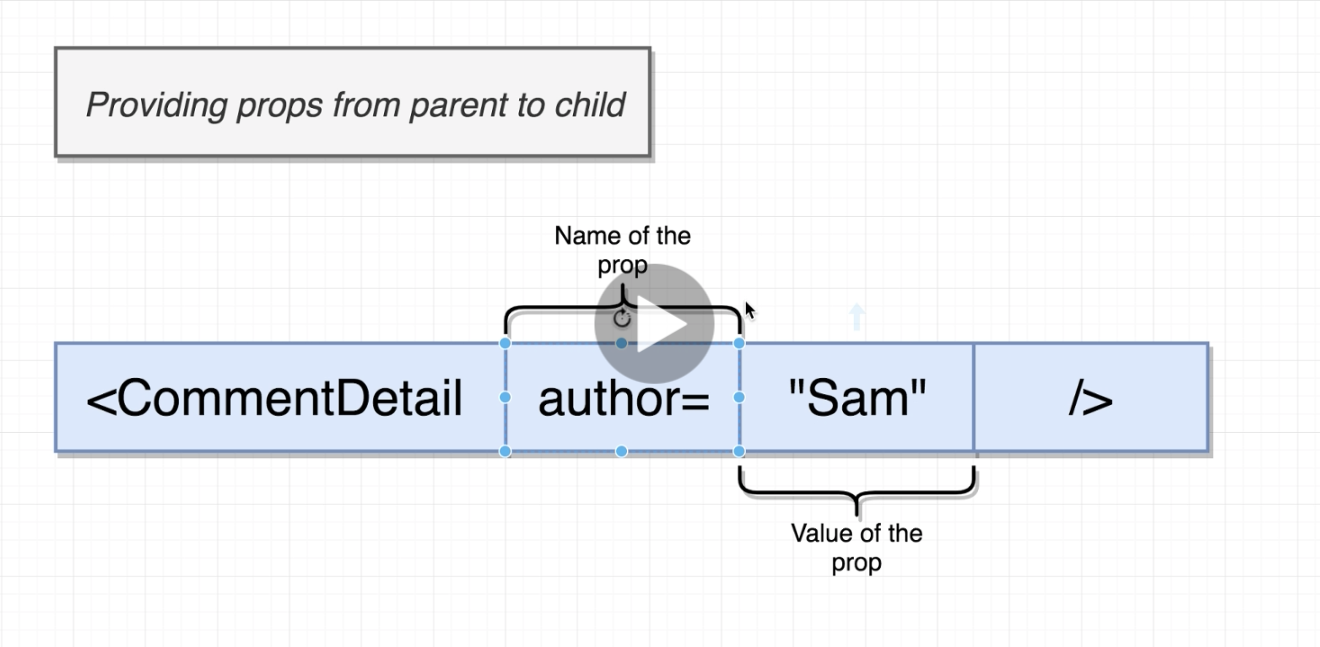 Providing props from parent to child
Name of the
prop
<CommentDetail author= "Sam" />
Value of the
prop